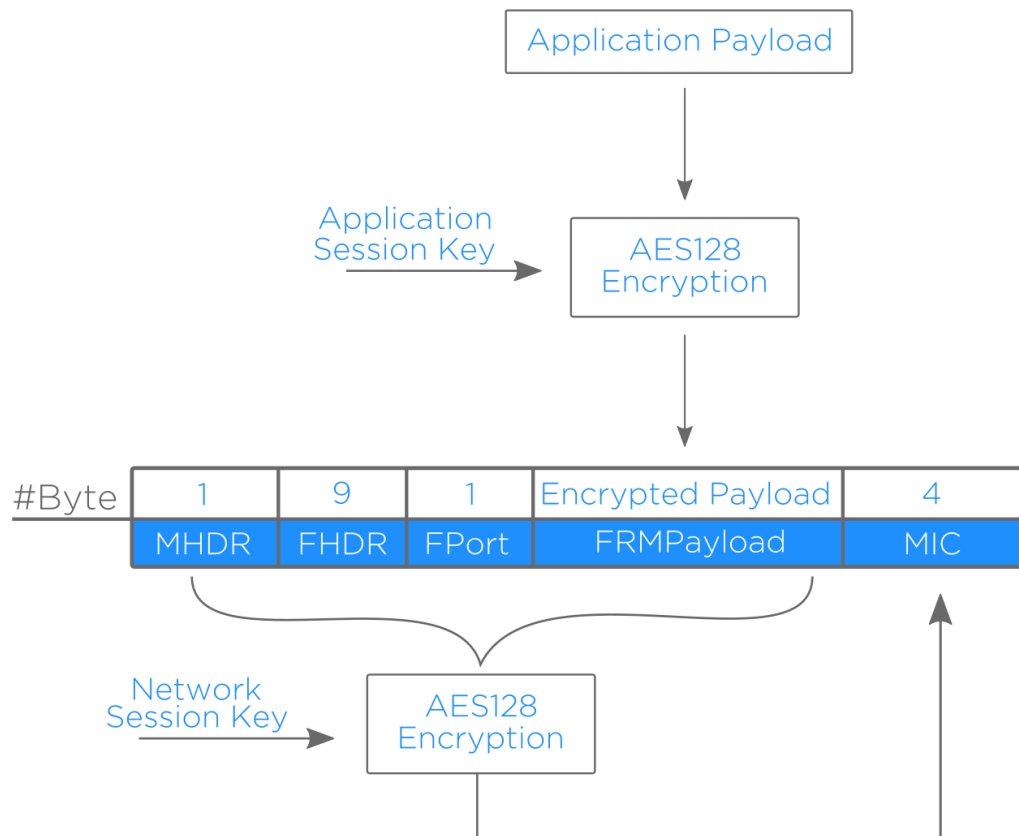 Application Payload
Application
Session Key
AES128
Encryption
#Byte 1 9 1 Encrypted Payload 4
MHDR FHDR FPort FRMPayload MIC
Network
Session Key
AES128
Encryption